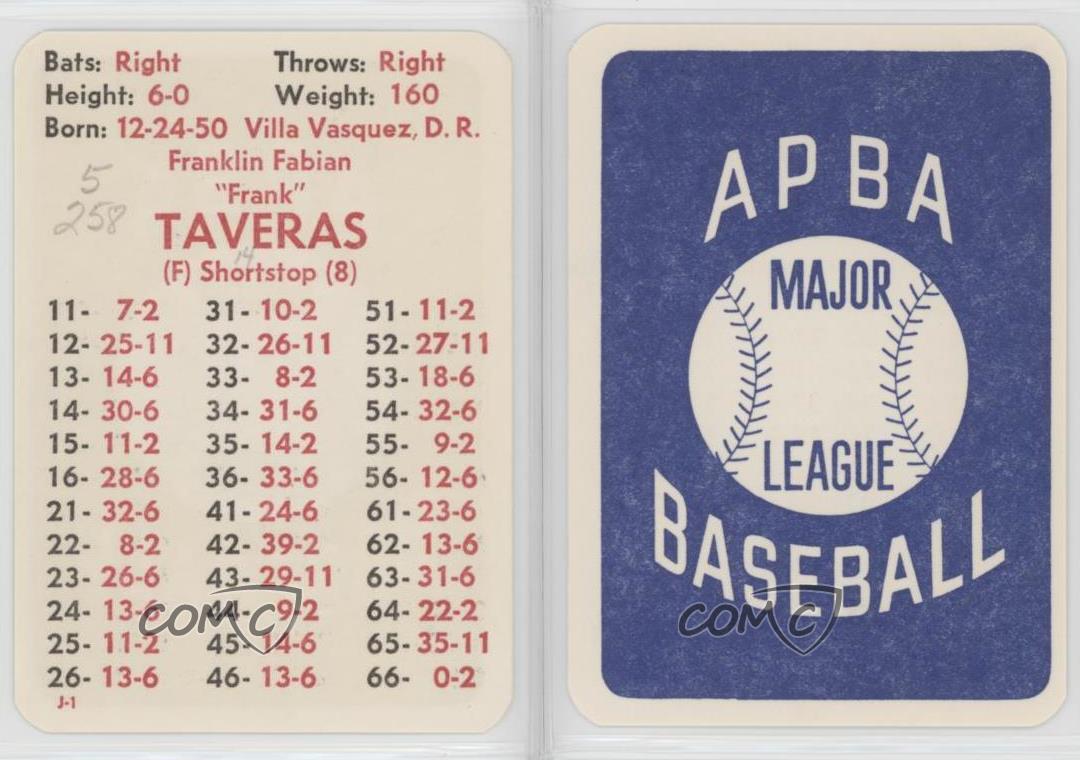 Bats: Right Throws: Right
Height: 6-0 Weight: 160
Born: 12-24-50 Villa Vasquez, D. R.
Franklin Fabian
5
"Frank"
258
TAVERAS
14
(F) Shortstop (8)
11- 7-2 31- 10-2 51- 11-2
12- 25-11 32- 26-11 52- 27-11
13- 14-6 33- 8-2 53- 18-6
14- 30-6 34- 31-6 54- 32-6
15- 11-2 35- 14-2 55- 9-2
16- 28-6 36- 33-6 56- 12-6
21- 32-6 41- 24-6 61- 23-6
22- 8-2 42- 39-2 62- 13-6
23- 26-6 43- 29-11 63- 31-6
24- 13-6 44- 9-2 64- 22-2
25- 11-2 45- 14-6 65- 35-11
26- 13-6 46- 13-6 66- 0-2
J-1
COMC
APBA
MAJOR
LEAGUE
BASEBALL
COMC